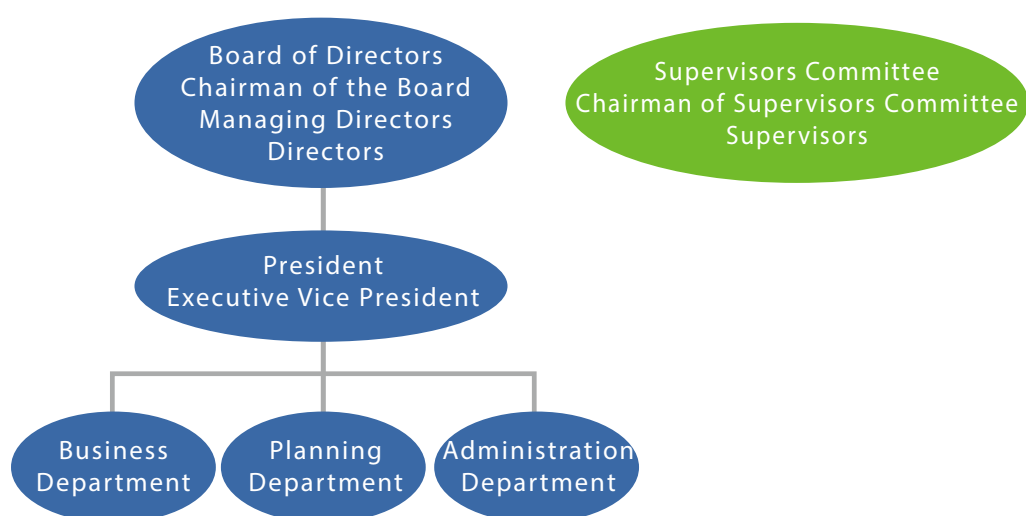 Board of Directors
Chairman of the Board
Managing Directors
Directors
Supervisors Committee
Chairman of Supervisors Committee
Supervisors
President
Executive Vice President
Business
Department
Planning
Department
Administration
Department